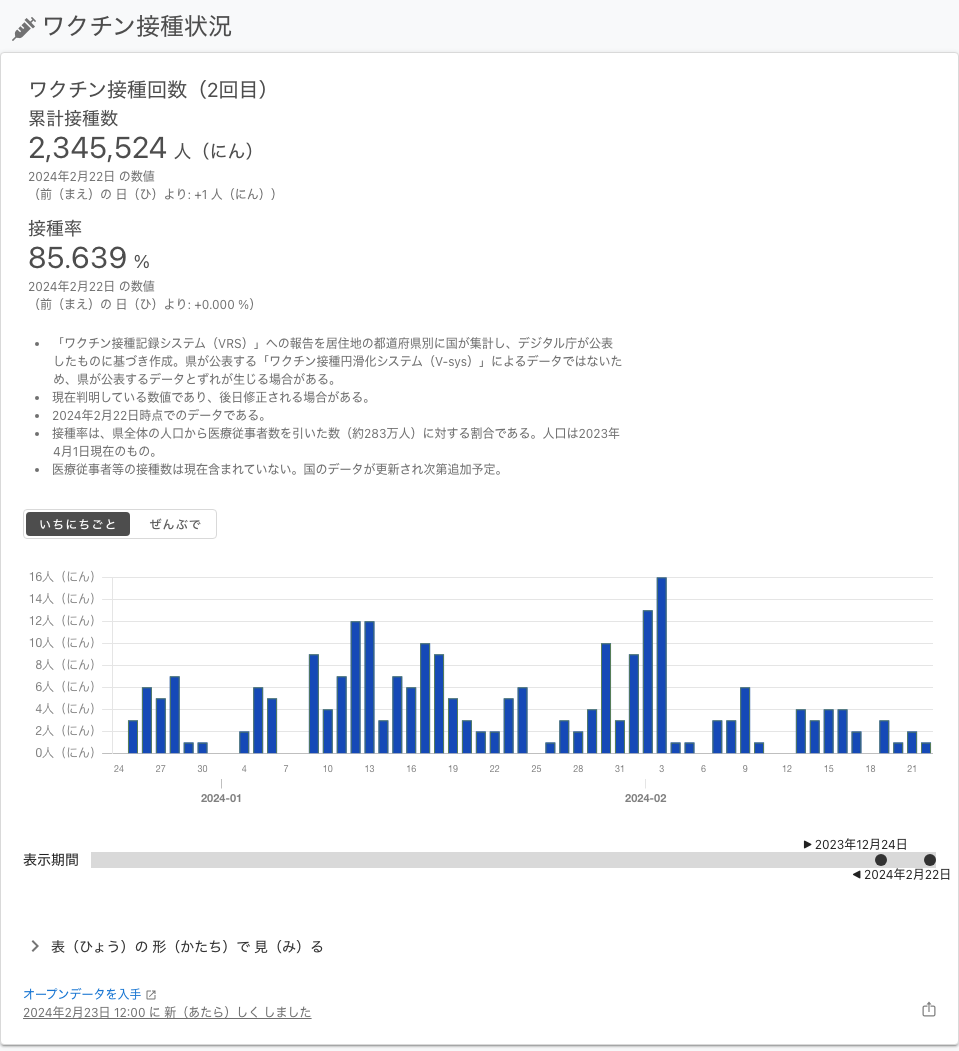 ワクチン接種状況
ワクチン接種回数（2回目）
累計接種数
2,345,524 人（にん）
2024年2月22日 の数値
（前（まえ）の 日（ひ）より: +1 人（にん））
接種率
85.639 %
2024年2月22日 の数値
（前（まえ）の 日（ひ）より: +0.000 %）
• 「ワクチン接種記録システム（VRS）」への報告を居住地の都道府県別に国が集計し、デジタル庁が公表
したものに基づき作成。県が公表する「ワクチン接種円滑化システム（V-sys）」によるデータではないた
め、県が公表するデータとずれが生じる場合がある。
• 現在判明している数値であり、後日修正される場合がある。
• 2024年2月22日時点でのデータである。
• 接種率は、県全体の人口から医療従事者数を引いた数（約283万人）に対する割合である。人口は2023年
4月1日現在のもの。
• 医療従事者等の接種数は現在含まれていない。国のデータが更新され次第追加予定。
いちにちごと ぜんぶで
16人（にん）
14人（にん）
12人（にん）
10人（にん）
8人（にん）
6人（にん）
4人（にん）
2人（にん）
0人（にん）
24 27 30 4 7 10 13 16 19 22 25 28 31 3 6 9 12 15 18 21
2024-01 2024-02
▶ 2023年12月24日
表示期間
◀ 2024年2月22日
表（ひょう）の 形（かたち）で 見（み）る
オープンデータを入手
2024年2月23日 12:00 に 新（あたら）しく しました